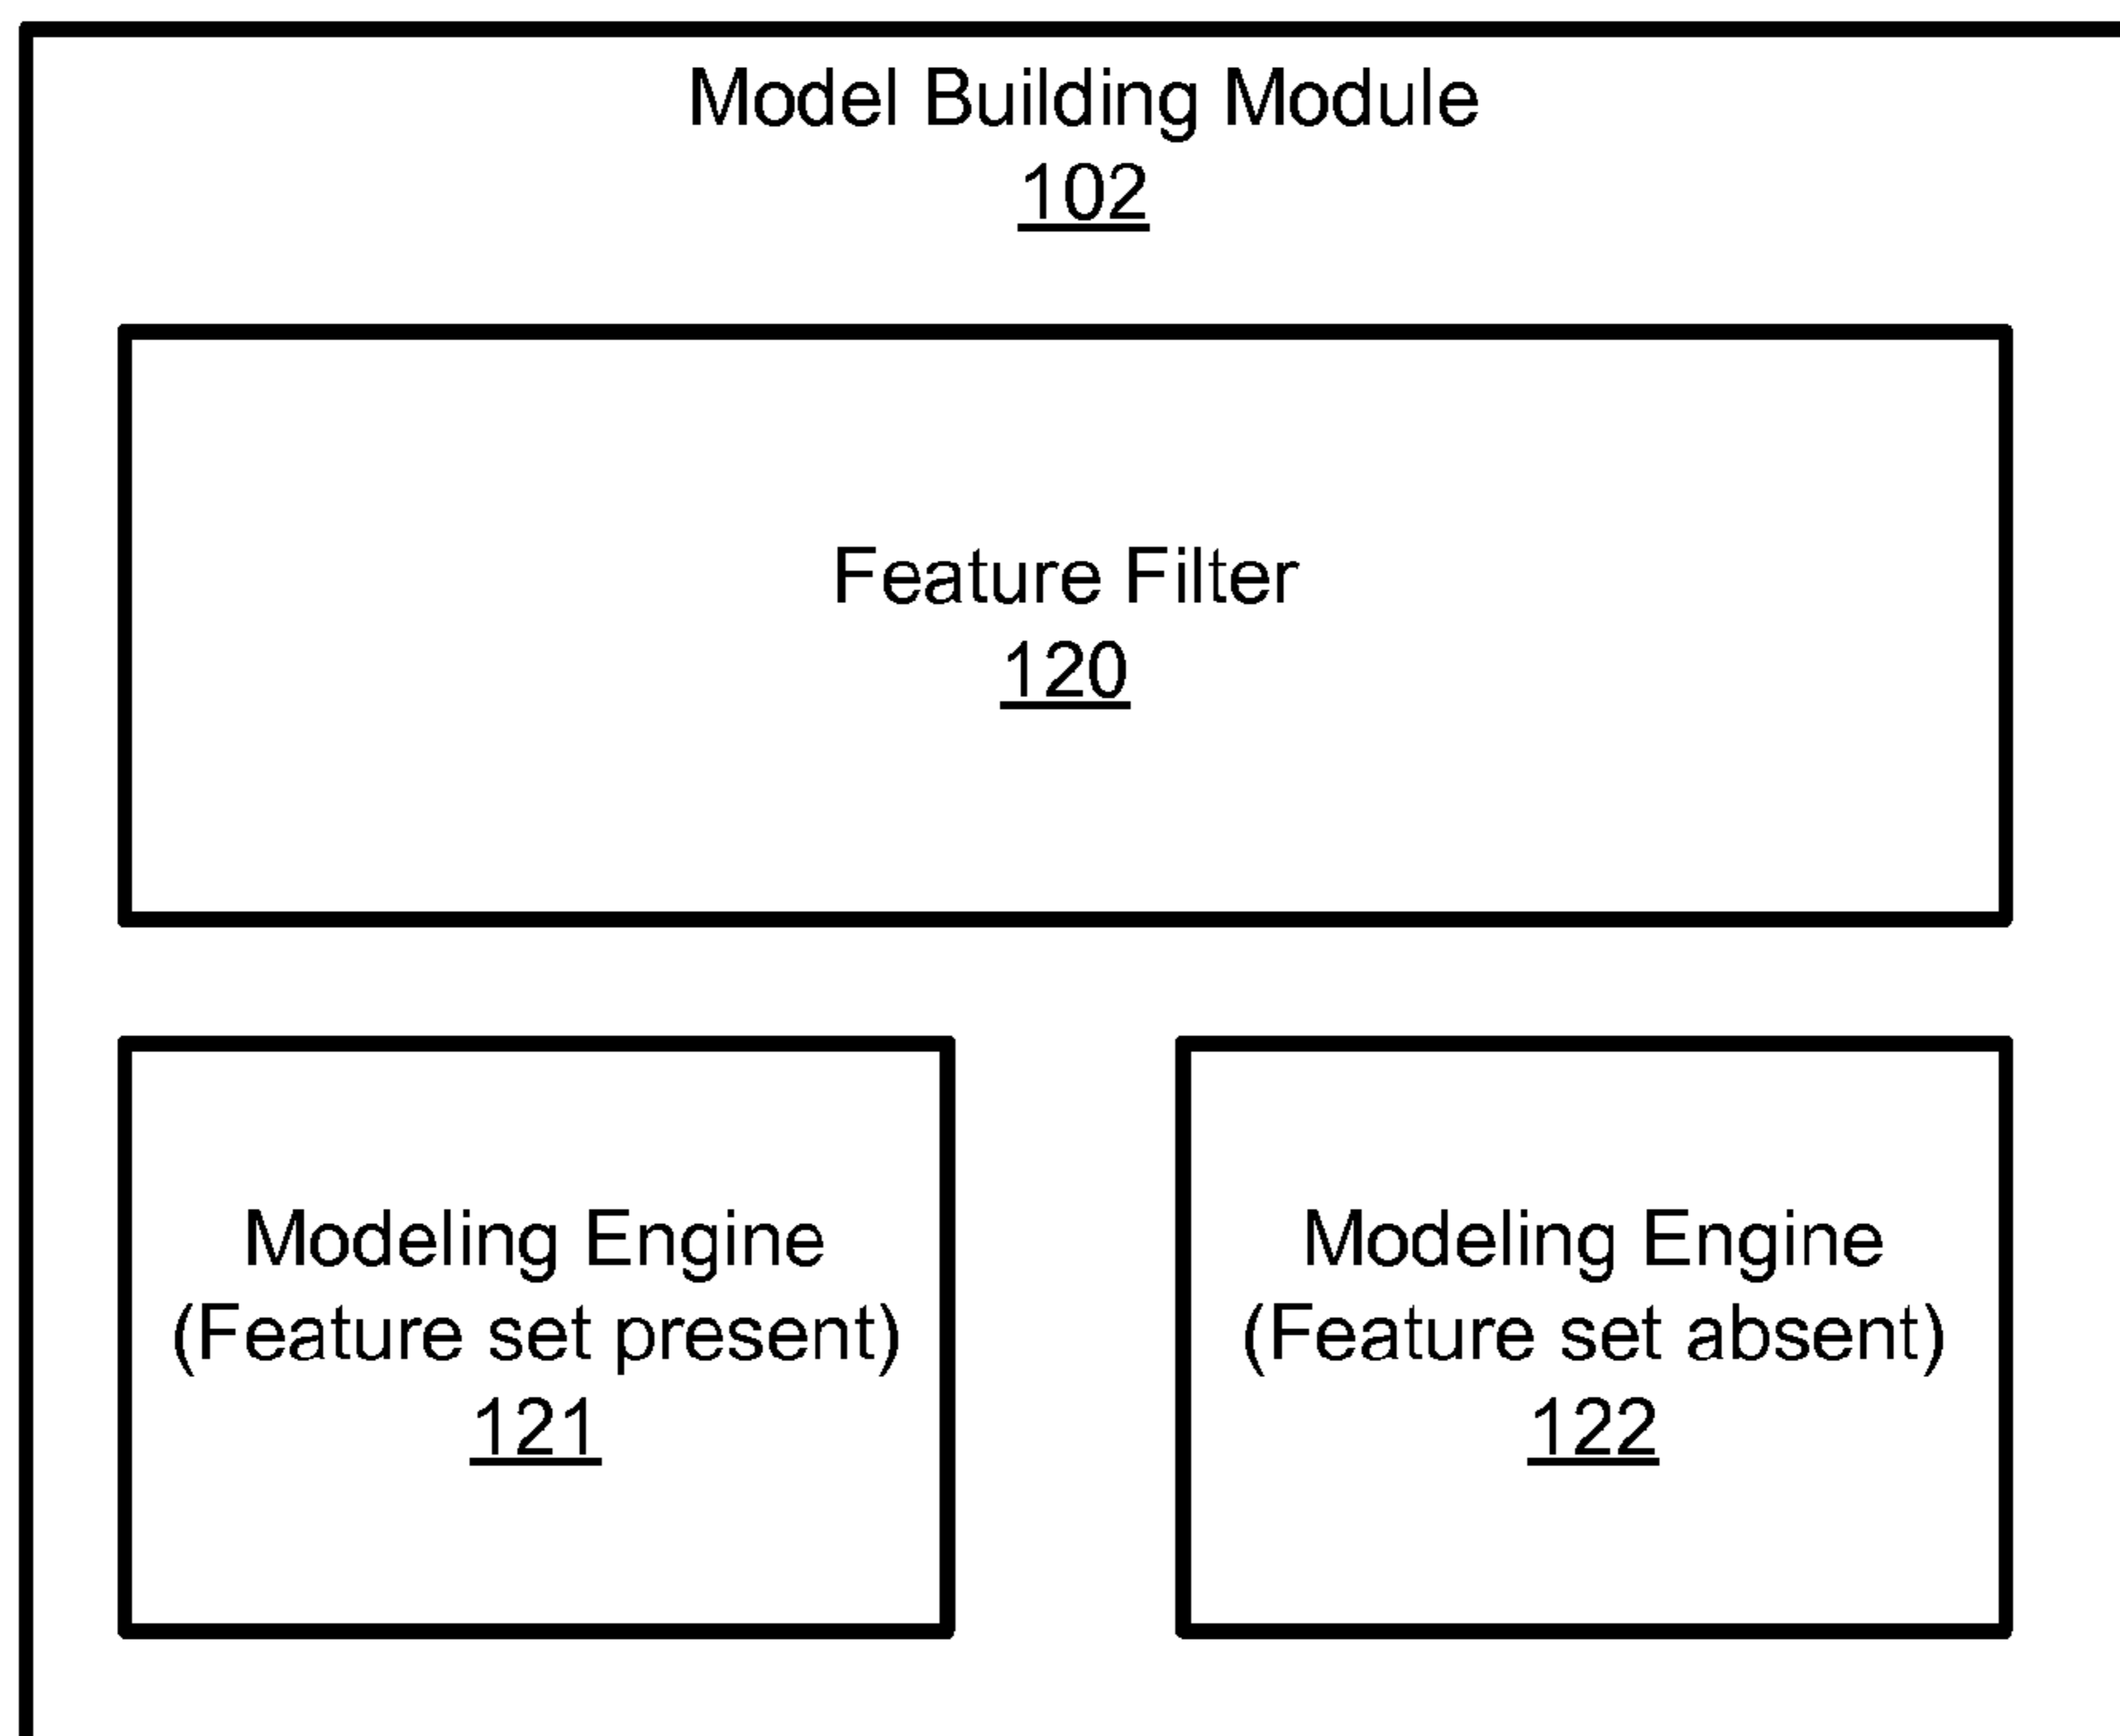 Model Building Module
102
Feature Filter
120
Modeling Engine
(Feature set present)
121
Modeling Engine
(Feature set absent)
122